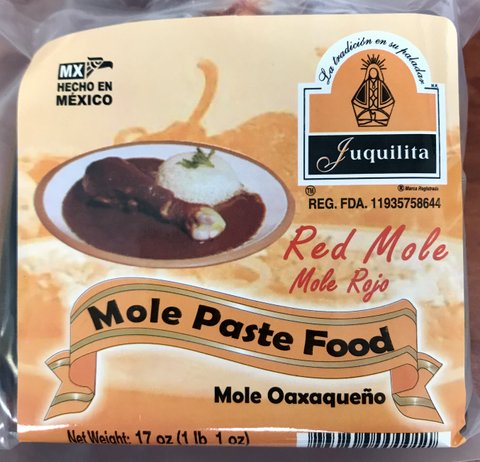 MX
HECHO EN
MÉXICO
La tradición en su paladar
Juquilita
TM
® Marca Registrada
REG. FDA. 11935758644
Red Mole
Mole Rojo
Mole Paste Food
Mole Oaxaqueño
Net Weight: 17 oz (1 lb 1 oz)